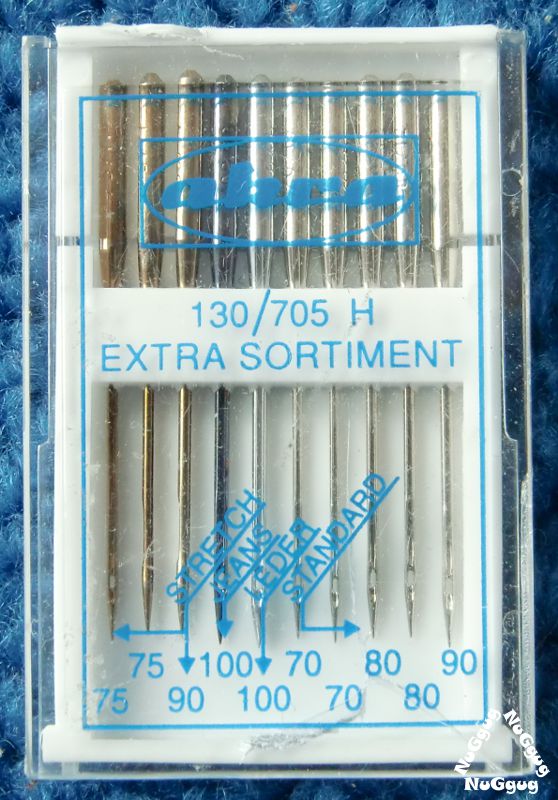 akra
130/705 H
EXTRA SORTIMENT
STRETCH
JEANS
LEDER
STANDARD
75 100 70 80 90
75 90 100 70 80
NuGgug
NuGgug
NuGgug